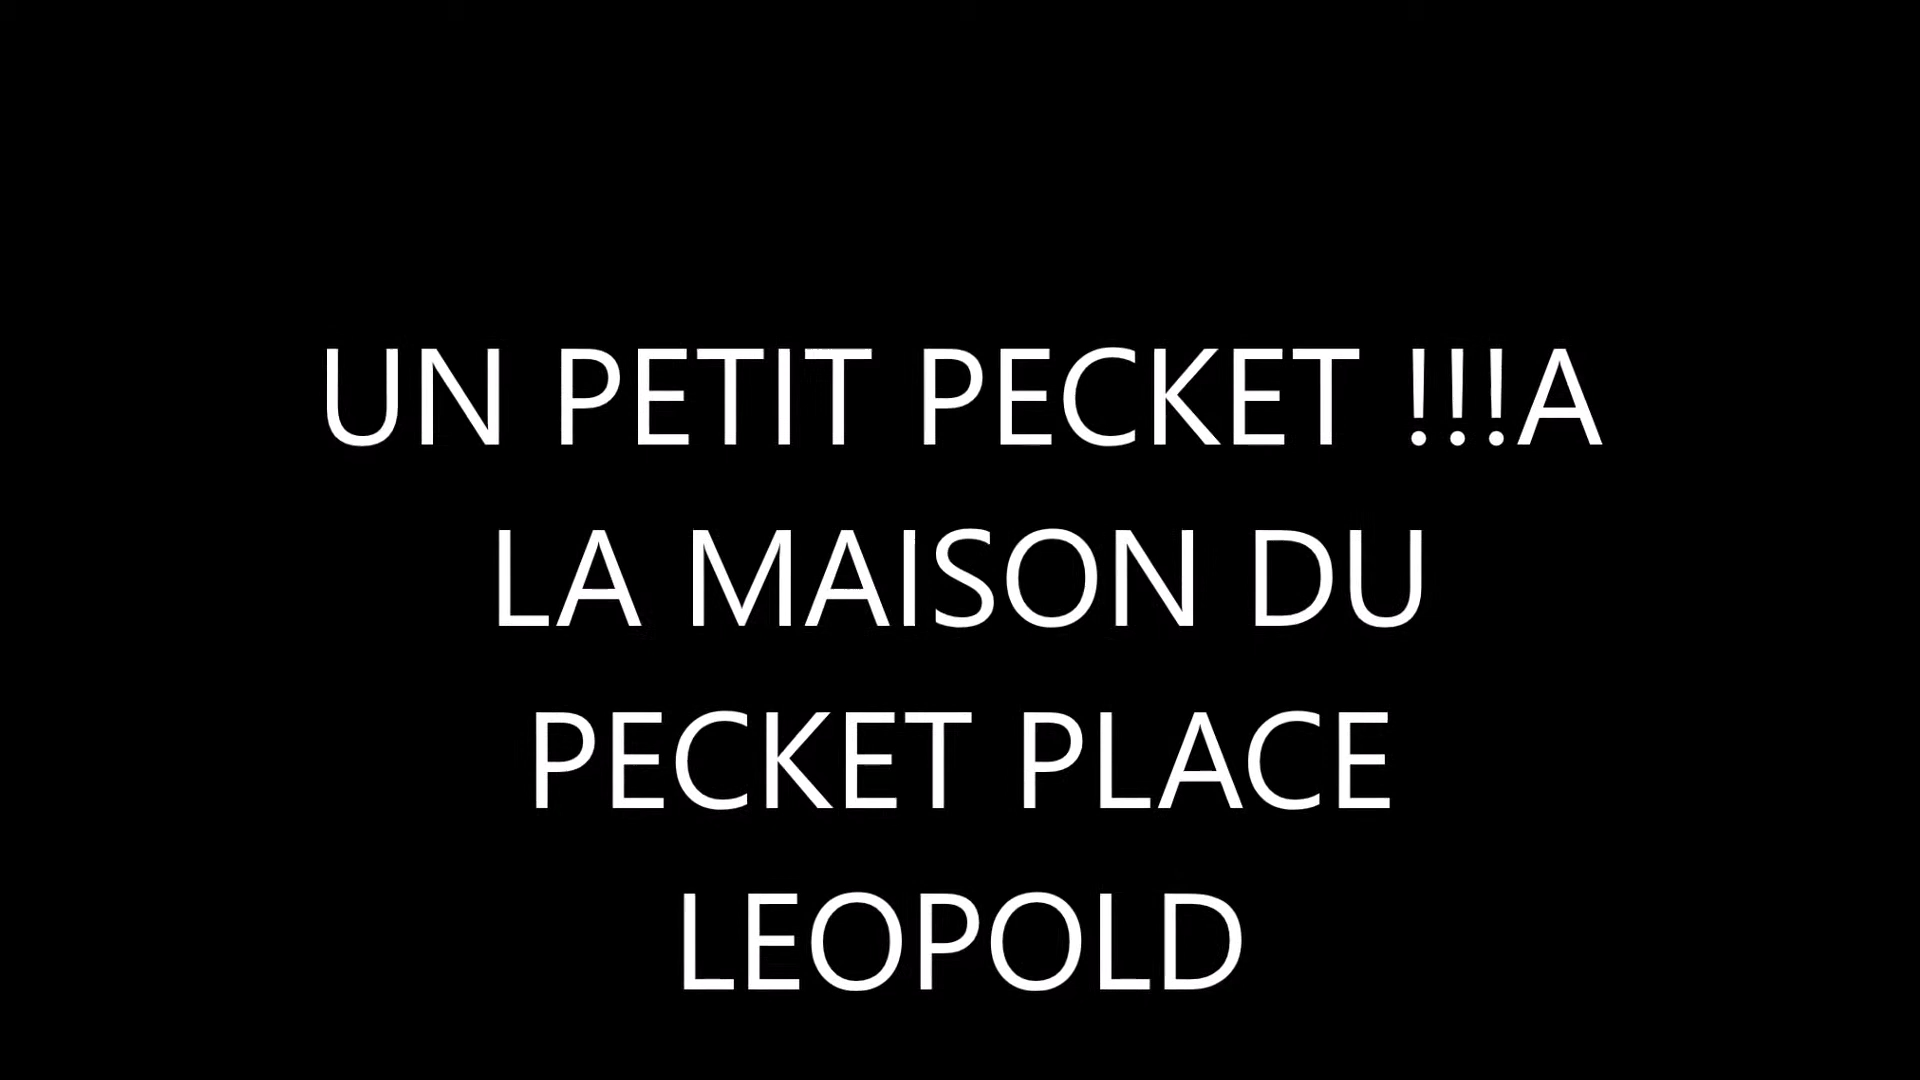 UN PETIT PECKET !!!A
LA MAISON DU
PECKET PLACE
LEOPOLD